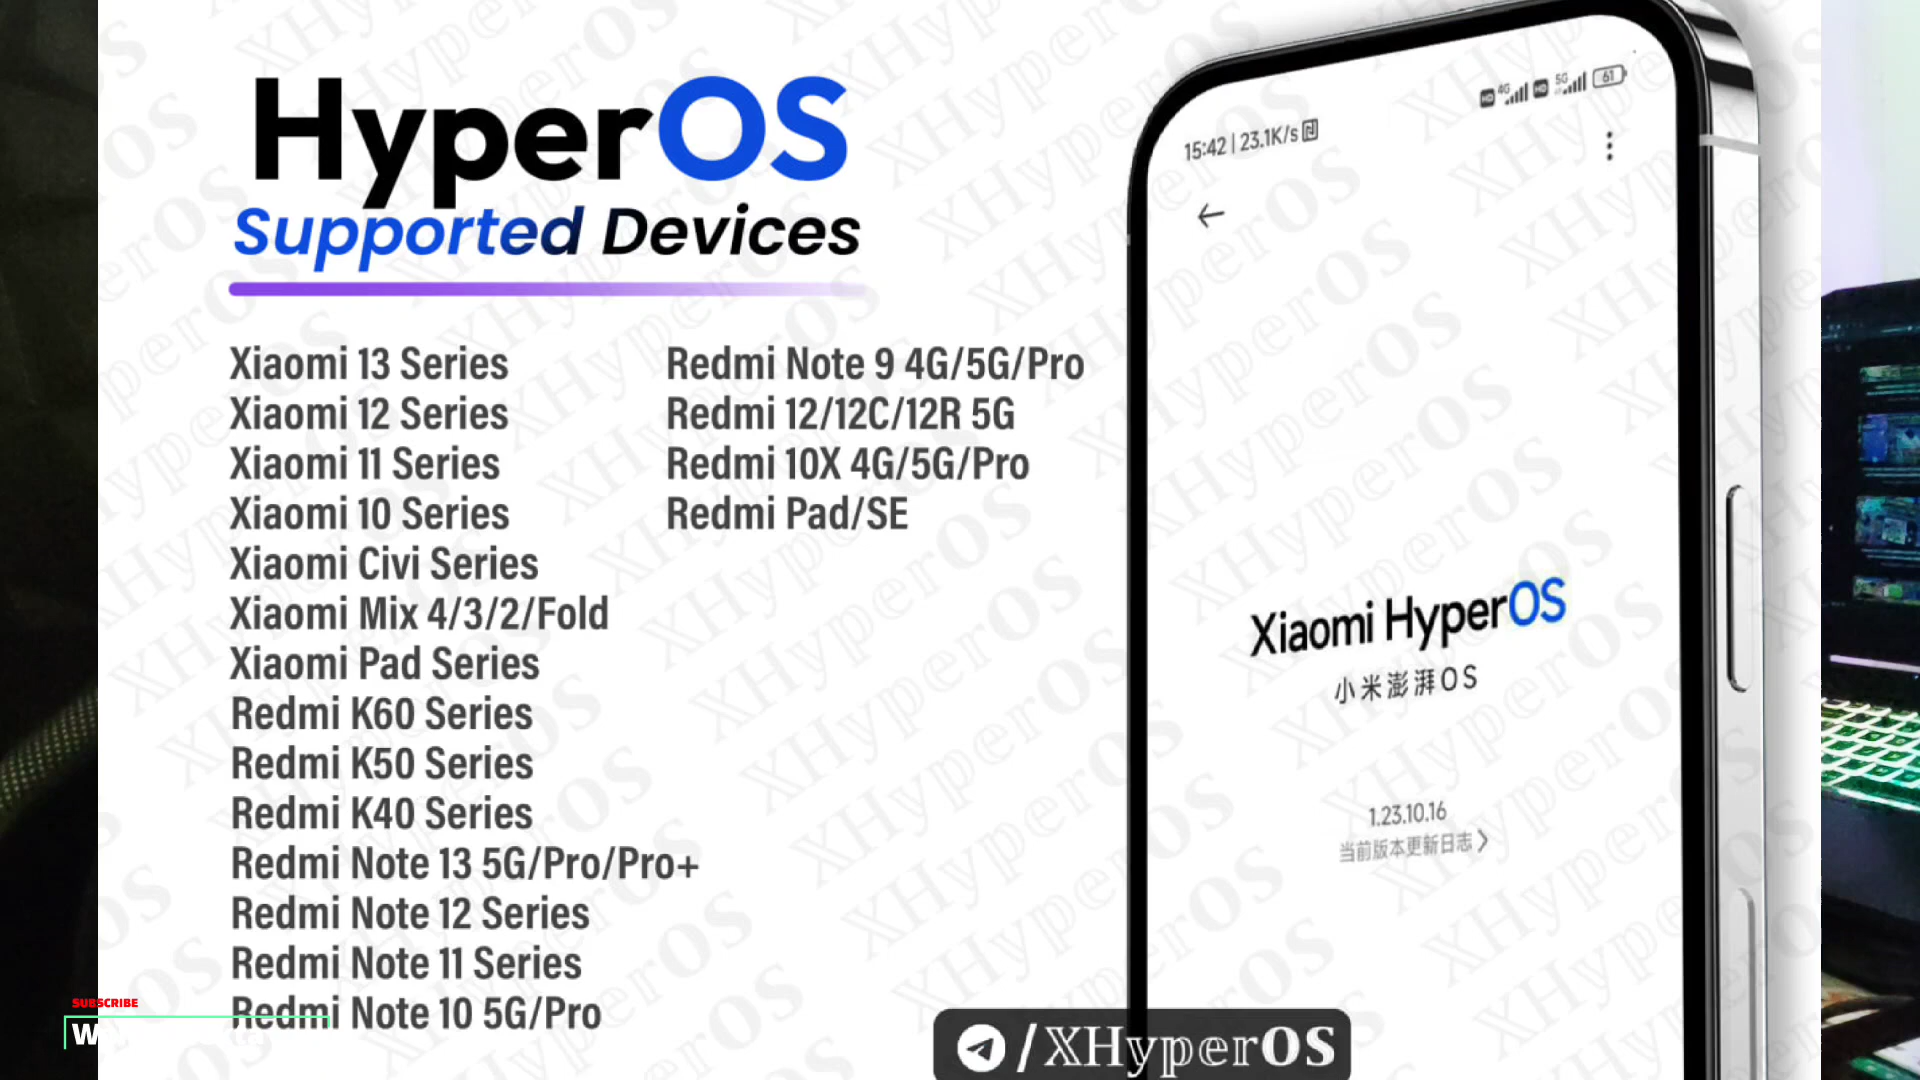 HyperOS
Supported Devices
Xiaomi 13 Series
Xiaomi 12 Series
Xiaomi 11 Series
Xiaomi 10 Series
Xiaomi Civi Series
Xiaomi Mix 4/3/2/Fold
Xiaomi Pad Series
Redmi K60 Series
Redmi K50 Series
Redmi K40 Series
Redmi Note 13 5G/Pro/Pro+
Redmi Note 12 Series
Redmi Note 11 Series
Redmi Note 10 5G/Pro
Redmi Note 9 4G/5G/Pro
Redmi 12/12C/12R 5G
Redmi 10X 4G/5G/Pro
Redmi Pad/SE
15:42 | 23.1K/s
HD 4G HD 5G 61
Xiaomi HyperOS
小米澎湃OS
1.23.10.16
当前版本更新日志
SUBSCRIBE
W
/XHyperOS